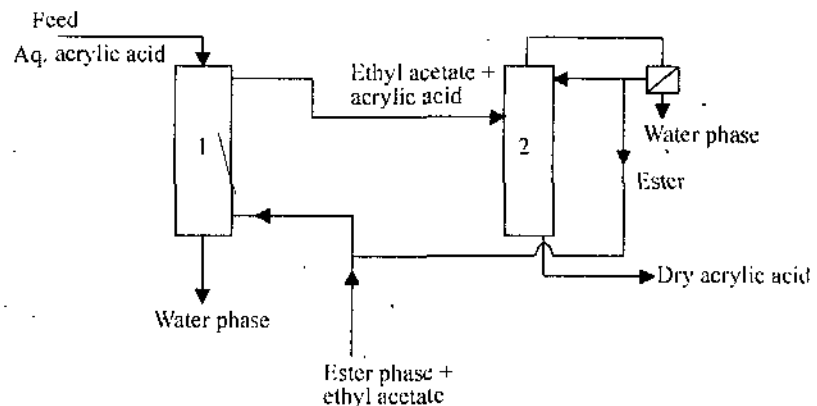 Feed
Aq. acrylic acid
1
Ethyl acetate +
acrylic acid
2
Water phase
Ester
Dry acrylic acid
Water phase
Ester phase +
ethyl acetate